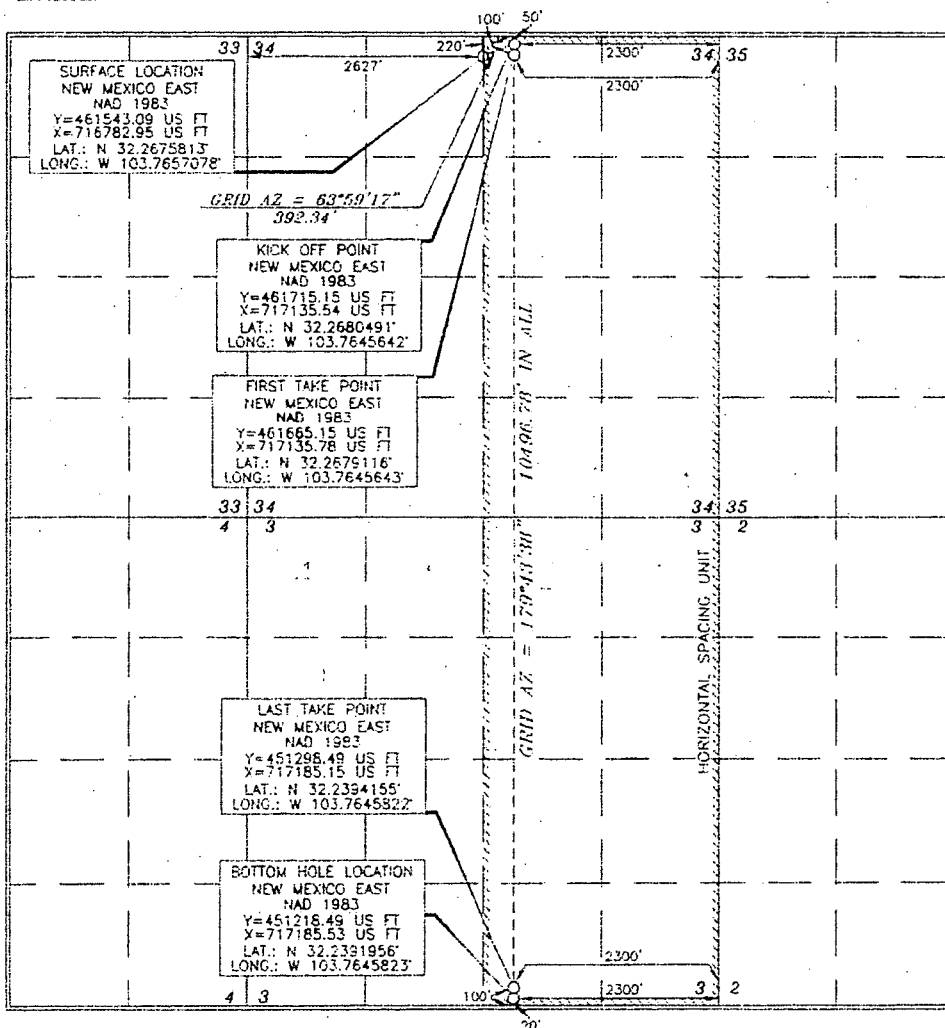 100' 50'
33 34 220' 2300' 34 35
2627' 2300'
SURFACE LOCATION
NEW MEXICO EAST
NAD 1983
Y=461543.09 US FT
X=716782.95 US FT
LAT.: N 32.2675813°
LONG.: W 103.7657078°
GRID AZ = 63°59'17"
392.34'
KICK OFF POINT
NEW MEXICO EAST
NAD 1983
Y=461715.15 US FT
X=717135.54 US FT
LAT.: N 32.2680491°
LONG.: W 103.7645642°
FIRST TAKE POINT
NEW MEXICO EAST
NAD 1983
Y=461665.15 US FT
X=717135.78 US FT
LAT.: N 32.2679116°
LONG.: W 103.7645643°
10496.78' IN ALL
33 34 34 35
4 3 3 2
GRID AZ = 179°43'38"
HORIZONTAL SPACING UNIT
LAST TAKE POINT
NEW MEXICO EAST
NAD 1983
Y=451298.49 US FT
X=717185.15 US FT
LAT.: N 32.2394155°
LONG.: W 103.7645822°
BOTTOM HOLE LOCATION
NEW MEXICO EAST
NAD 1983
Y=451218.49 US FT
X=717185.53 US FT
LAT.: N 32.2391956°
LONG.: W 103.7645823°
2300'
4 3 100' 2300' 3 2
20'